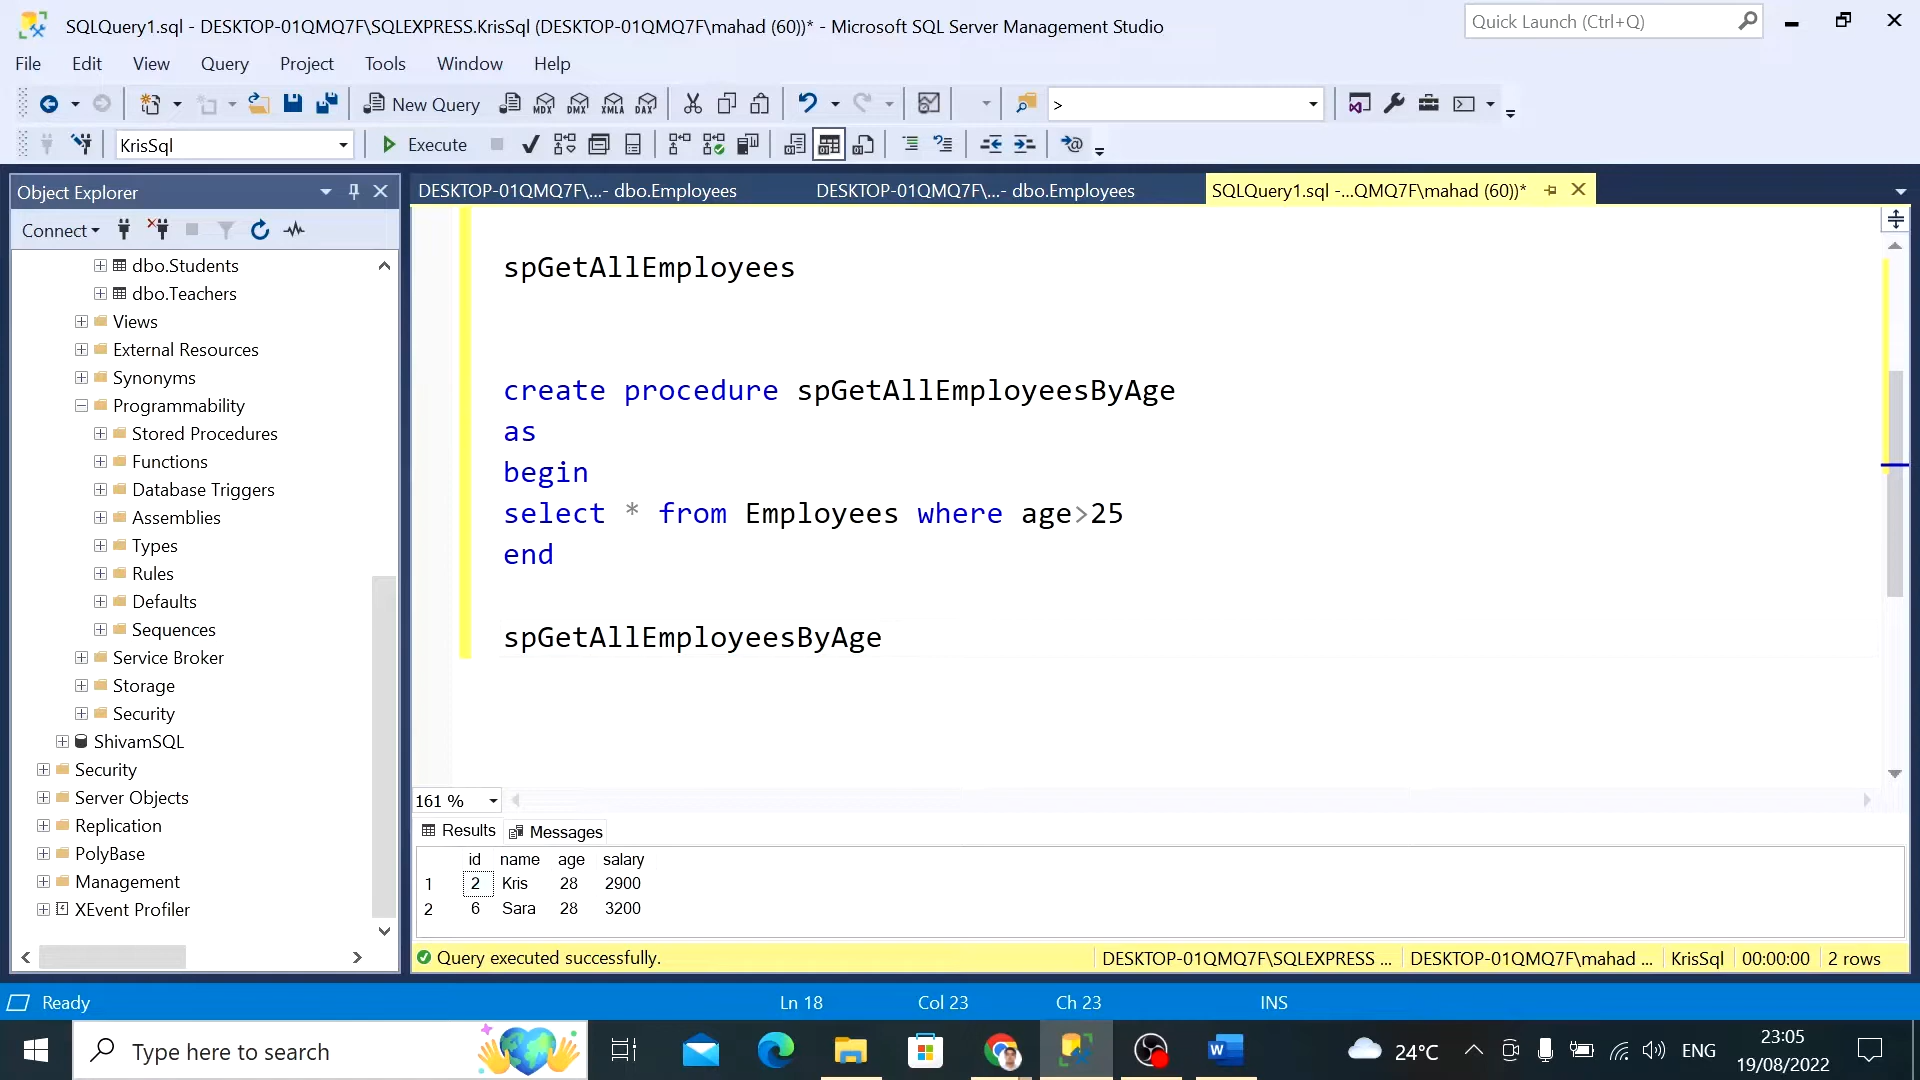 SQLQuery1.sql - DESKTOP-01QMQ7F\SQLEXPRESS.KrisSql (DESKTOP-01QMQ7F\mahad (60))* - Microsoft SQL Server Management Studio
Quick Launch (Ctrl+Q)
File Edit View Query Project Tools Window Help
New Query MDX DMX XMLA DAX >
KrisSql Execute
Object Explorer
DESKTOP-01QMQ7F\...- dbo.Employees DESKTOP-01QMQ7F\...- dbo.Employees SQLQuery1.sql -...QMQ7F\mahad (60))*
Connect
dbo.Students
dbo.Teachers
Views
External Resources
Synonyms
Programmability
Stored Procedures
Functions
Database Triggers
Assemblies
Types
Rules
Defaults
Sequences
Service Broker
Storage
Security
ShivamSQL
Security
Server Objects
Replication
PolyBase
Management
XEvent Profiler
spGetAllEmployees
create procedure spGetAllEmployeesByAge
as
begin
select * from Employees where age>25
end
spGetAllEmployeesByAge
161 %
Results Messages
id name age salary
1 2 Kris 28 2900
2 6 Sara 28 3200
Query executed successfully. DESKTOP-01QMQ7F\SQLEXPRESS ... DESKTOP-01QMQ7F\mahad ... KrisSql 00:00:00 2 rows
Ready Ln 18 Col 23 Ch 23 INS
Type here to search
24°C ENG
23:05
19/08/2022